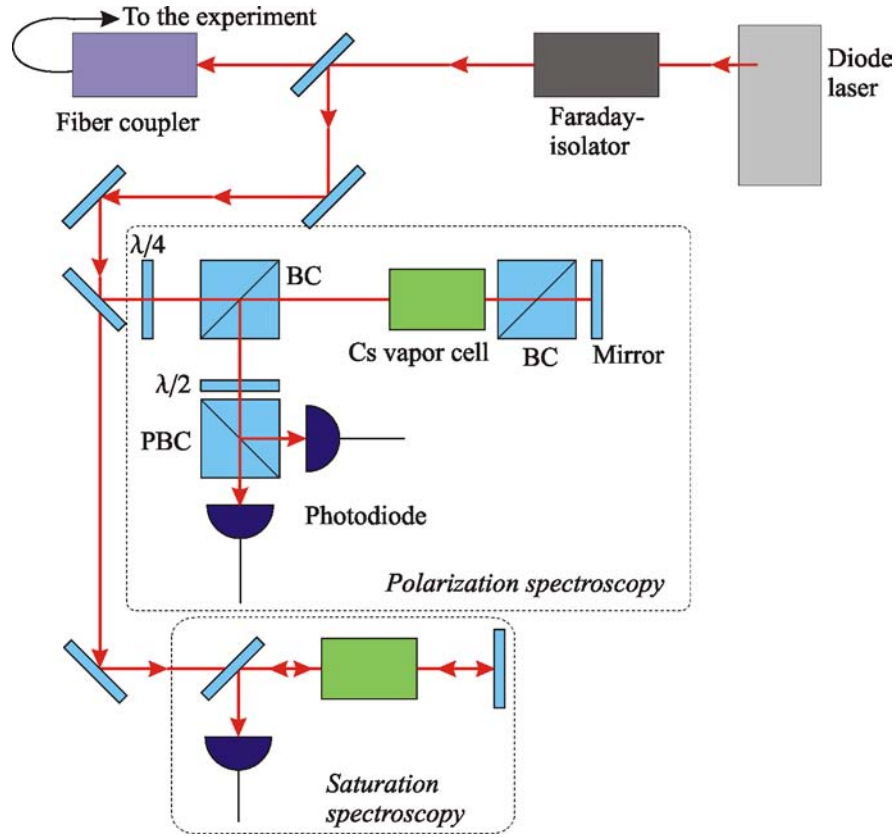 To the experiment
Diode
laser
Fiber coupler
Faraday-
isolator
λ/4
BC
Cs vapor cell
BC
Mirror
λ/2
PBC
Photodiode
Polarization spectroscopy
Saturation
spectroscopy